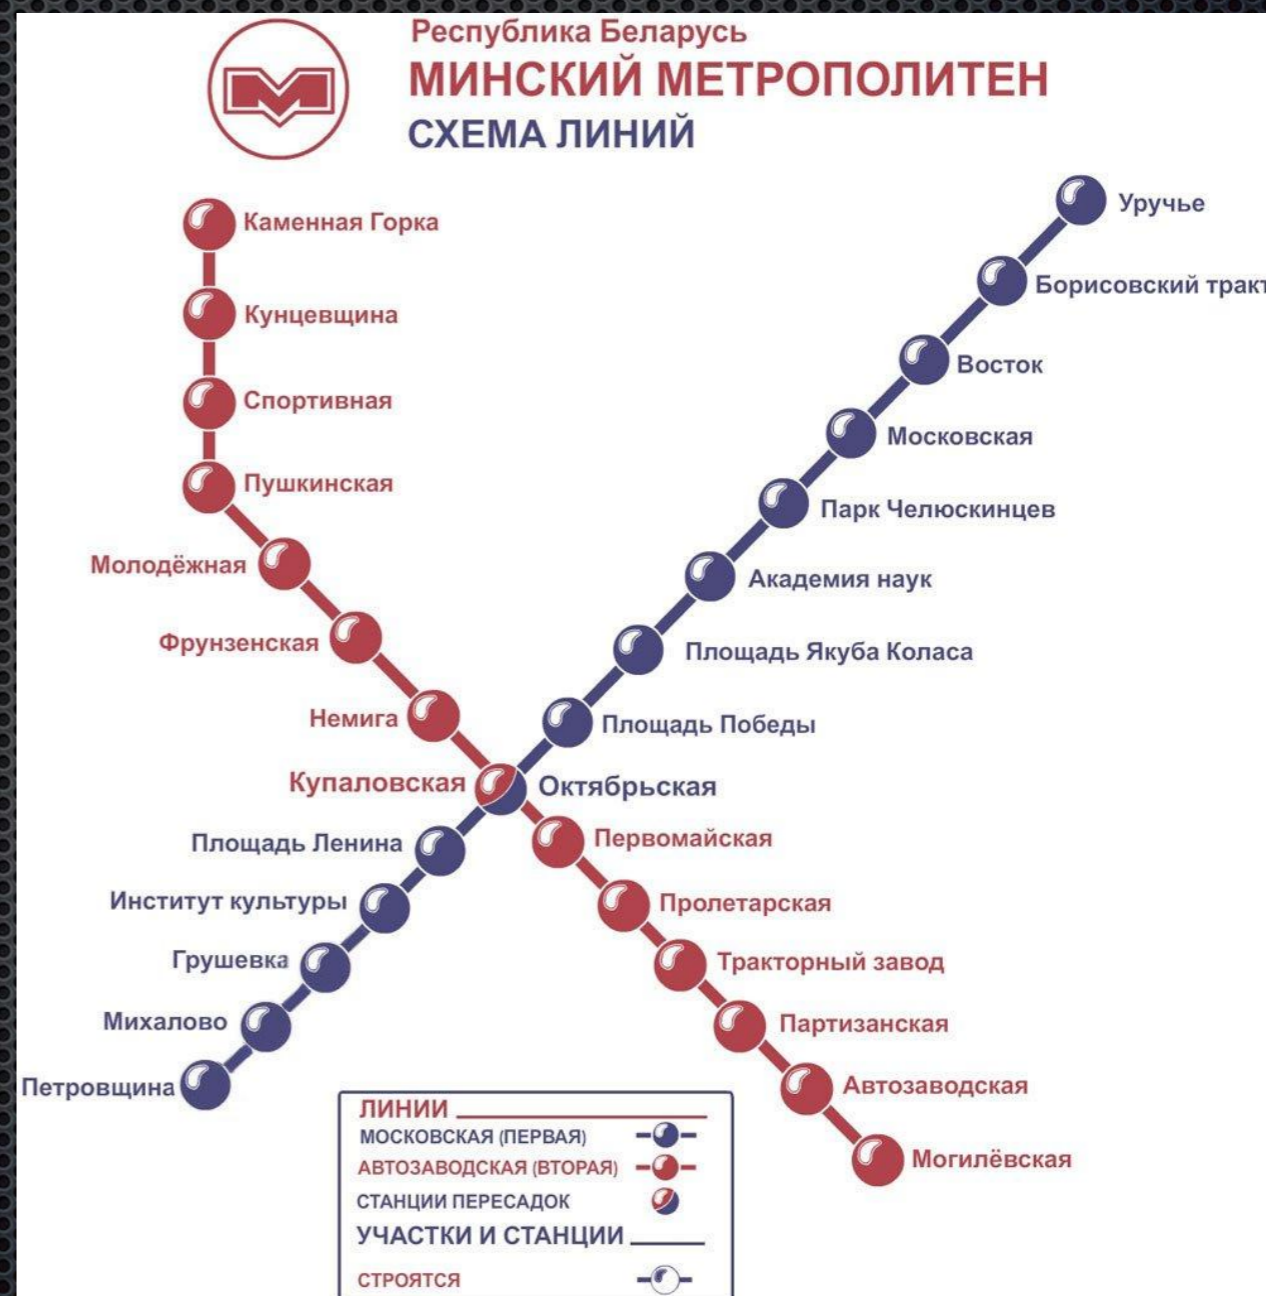 Республика Беларусь
МИНСКИЙ МЕТРОПОЛИТЕН
СХЕМА ЛИНИЙ
Каменная Горка
Кунцевщина
Спортивная
Пушкинская
Молодёжная
Фрунзенская
Немига
Купаловская
Первомайская
Пролетарская
Тракторный завод
Партизанская
Автозаводская
Могилёвская
Уручье
Борисовский тракт
Восток
Московская
Парк Челюскинцев
Академия наук
Площадь Якуба Коласа
Площадь Победы
Октябрьская
Площадь Ленина
Институт культуры
Грушевка
Михалово
Петровщина
ЛИНИИ
МОСКОВСКАЯ (ПЕРВАЯ)
АВТОЗАВОДСКАЯ (ВТОРАЯ)
СТАНЦИИ ПЕРЕСАДОК
УЧАСТКИ И СТАНЦИИ
СТРОЯТСЯ